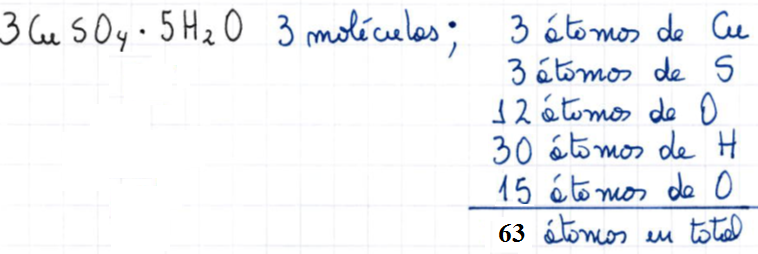 3CuSO₄ · 5H₂O 3 moléculas; 3 átomos de Cu
3 átomos de S
12 átomos de O
30 átomos de H
15 átomos de O
63 átomos en total